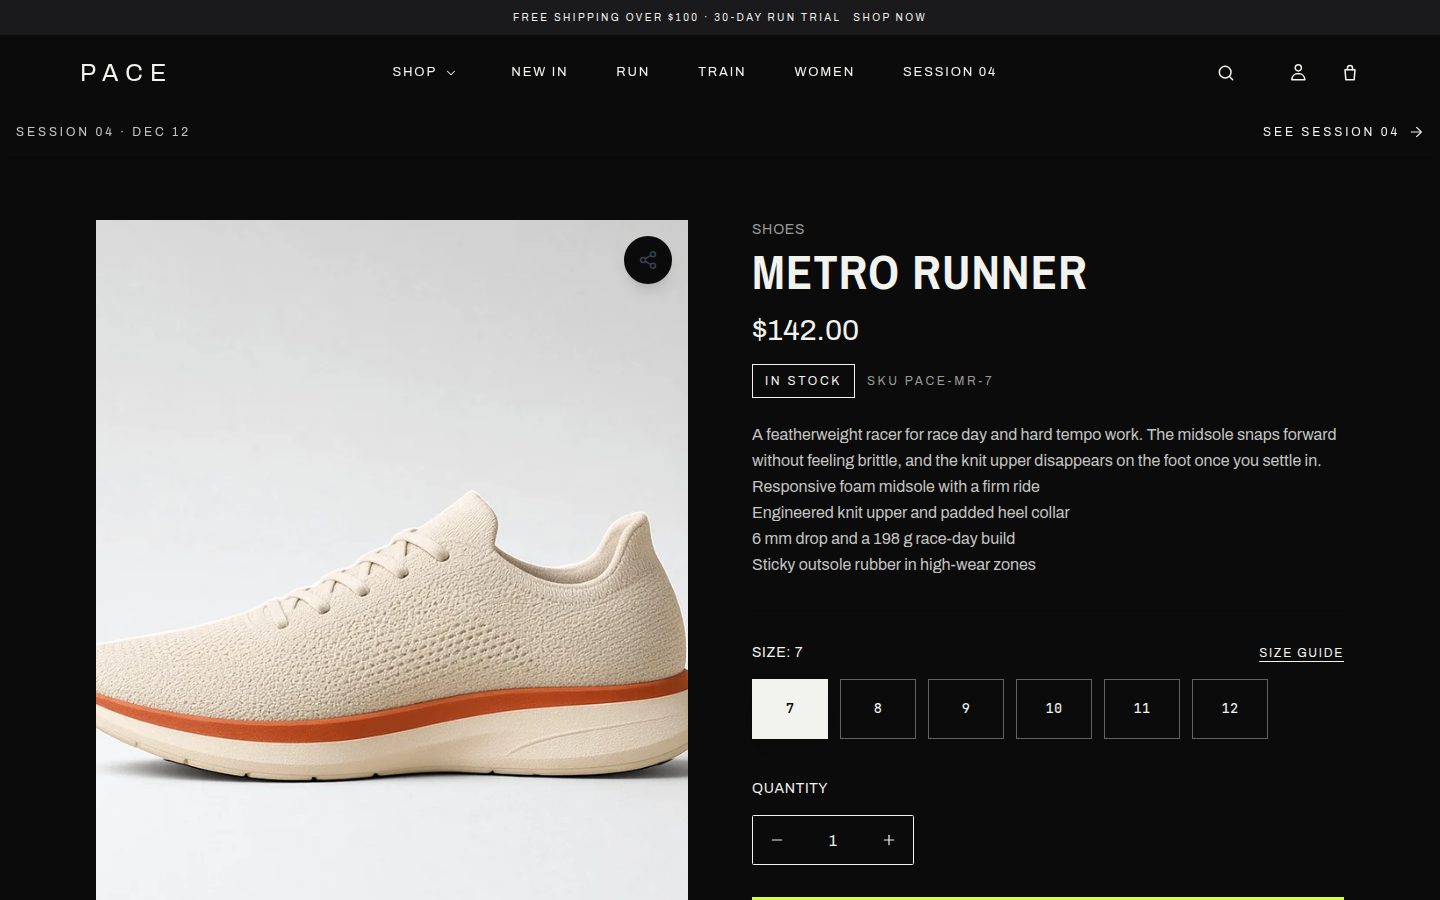 FREE SHIPPING OVER $100 · 30-DAY RUN TRIAL SHOP NOW
PACE
SHOP
NEW IN
RUN
TRAIN
WOMEN
SESSION 04
SESSION 04 · DEC 12
SEE SESSION 04
SHOES
METRO RUNNER
$142.00
IN STOCK
SKU PACE-MR-7
A featherweight racer for race day and hard tempo work. The midsole snaps forward
without feeling brittle, and the knit upper disappears on the foot once you settle in.
Responsive foam midsole with a firm ride
Engineered knit upper and padded heel collar
6 mm drop and a 198 g race-day build
Sticky outsole rubber in high-wear zones
SIZE: 7
SIZE GUIDE
7
8
9
10
11
12
QUANTITY
1